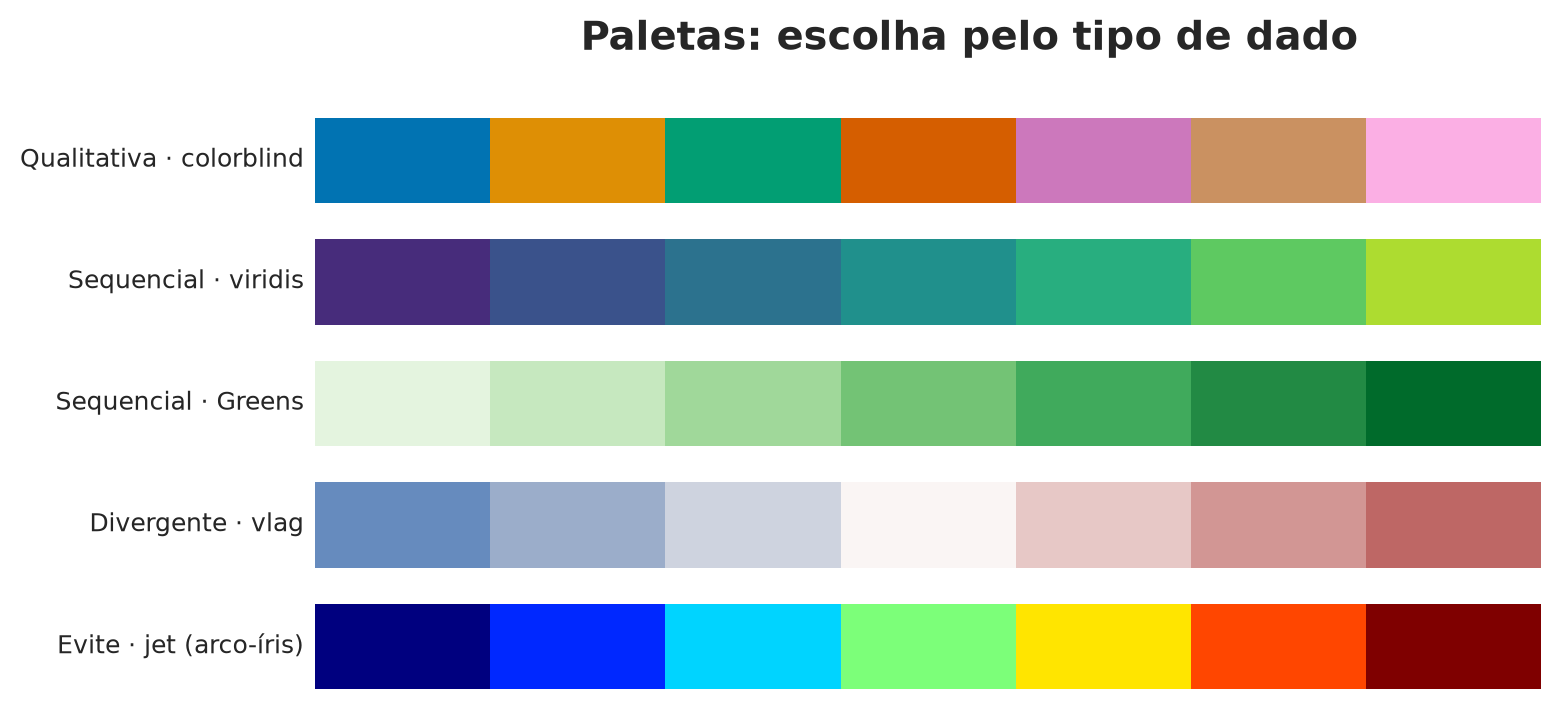 Paletas: escolha pelo tipo de dado
Qualitativa · colorblind
Sequencial · viridis
Sequencial · Greens
Divergente · vlag
Evite · jet (arco-íris)